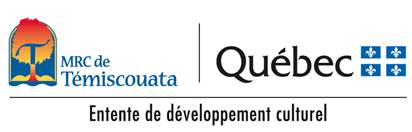 MRC de
Témiscouata
Québec
Entente de développement culturel